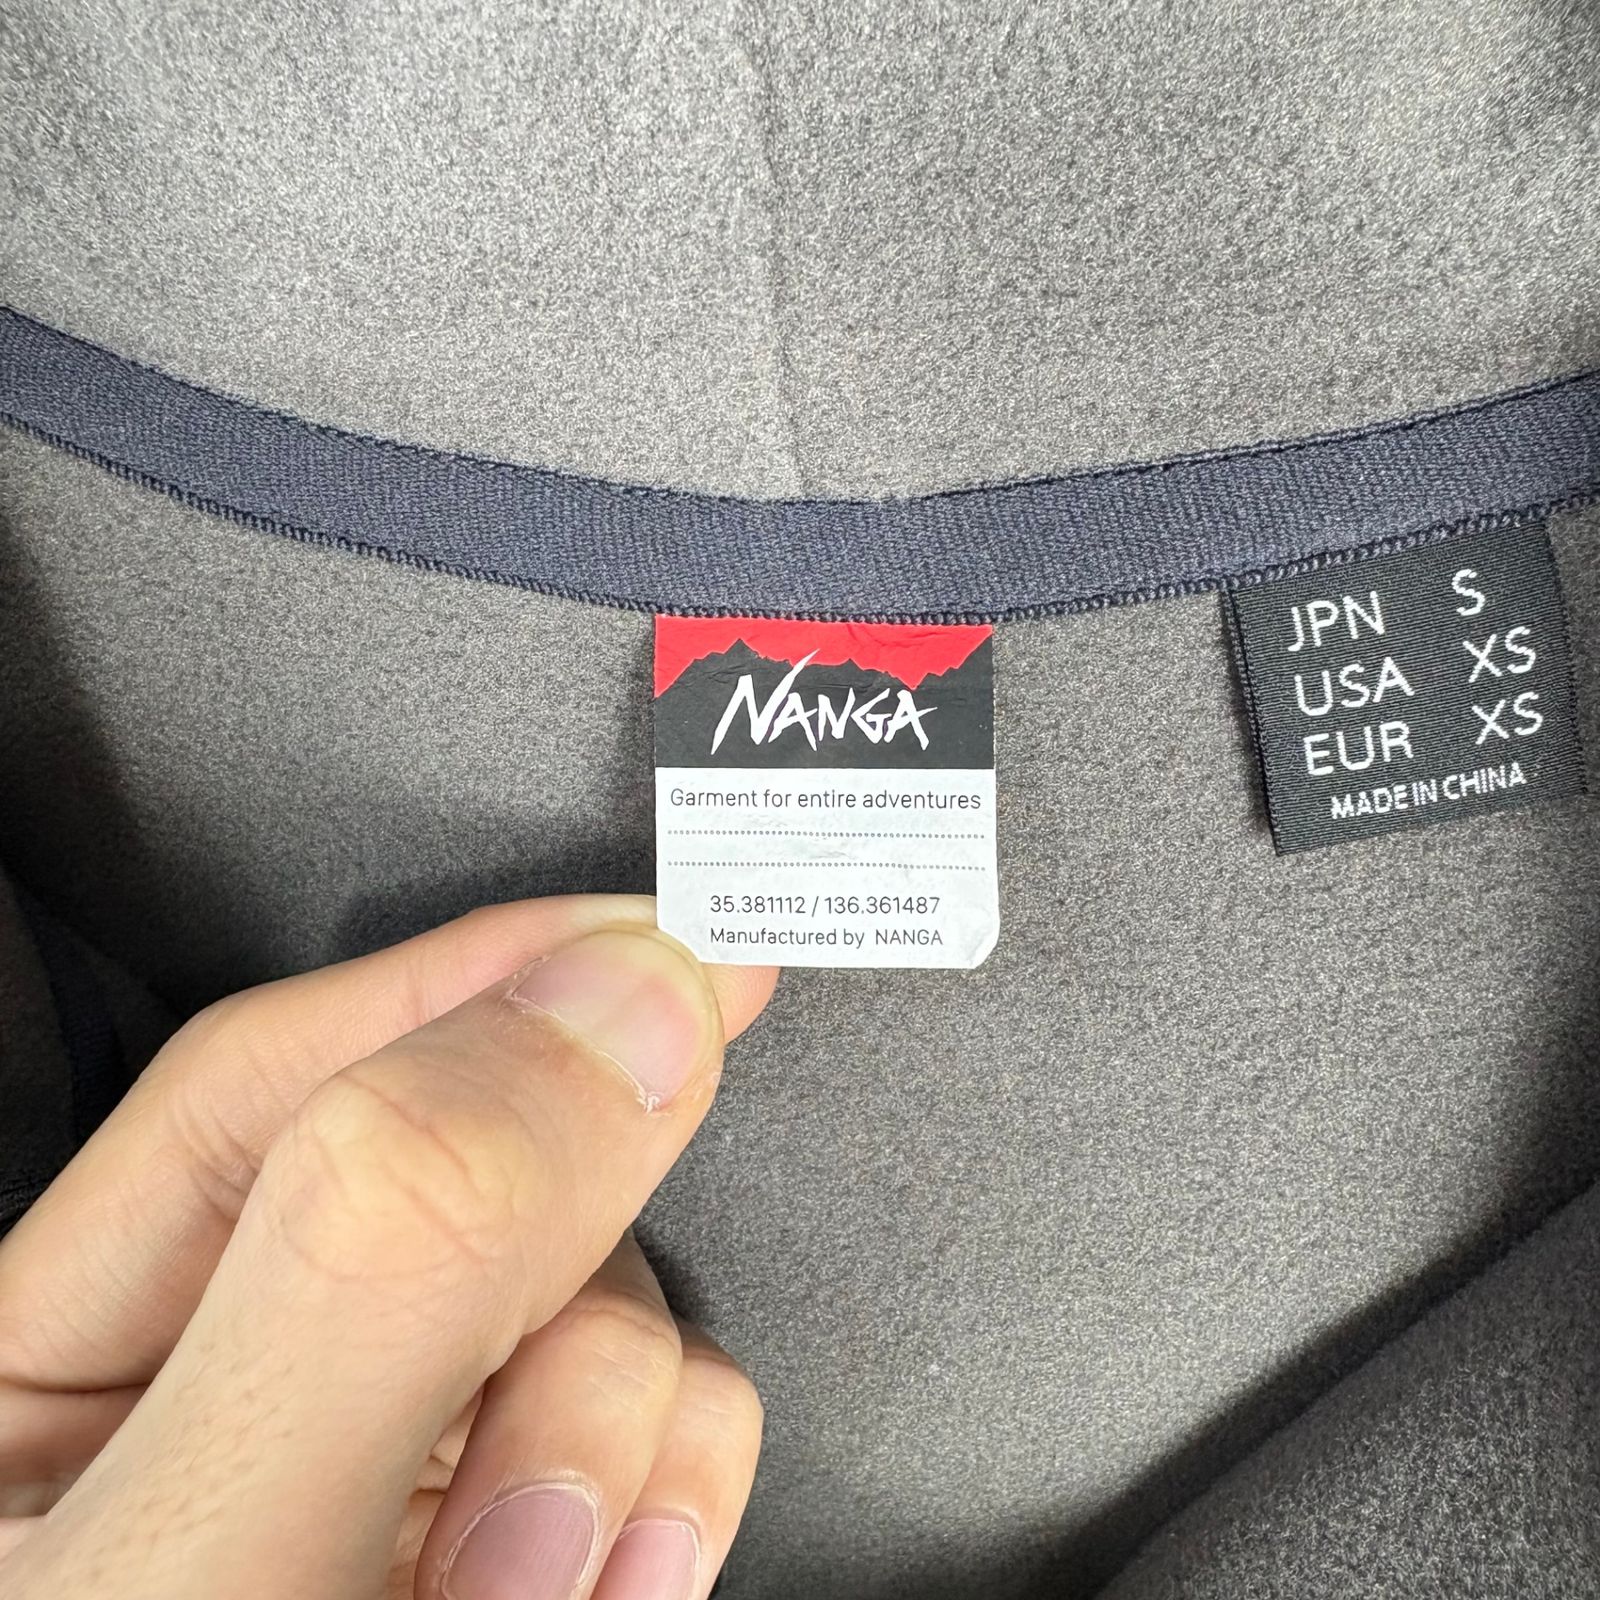 NANGA
Garment for entire adventures
35.381112 / 136.361487
Manufactured by NANGA
JPN S
USA XS
EUR XS
MADE IN CHINA